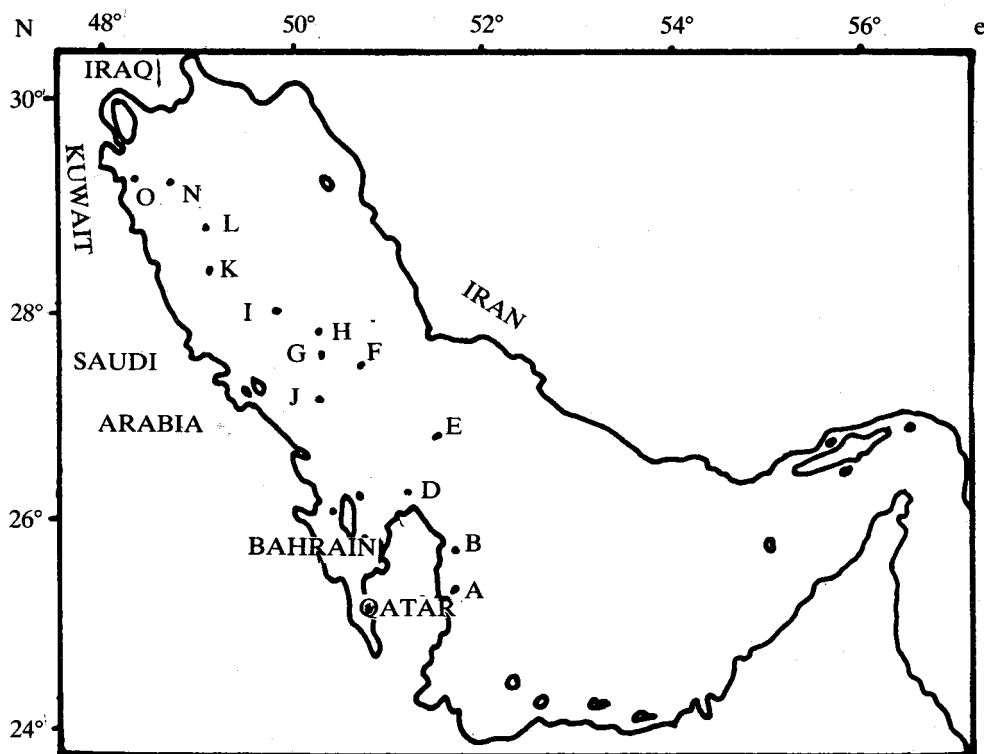 N 48° 50° 52° 54° 56° e
IRAQ
30°
KUWAIT
O N
L
K
28°
I
H
IRAN
G F
SAUDI
J
ARABIA
E
D
26°
BAHRAIN
B
A
QATAR
24°